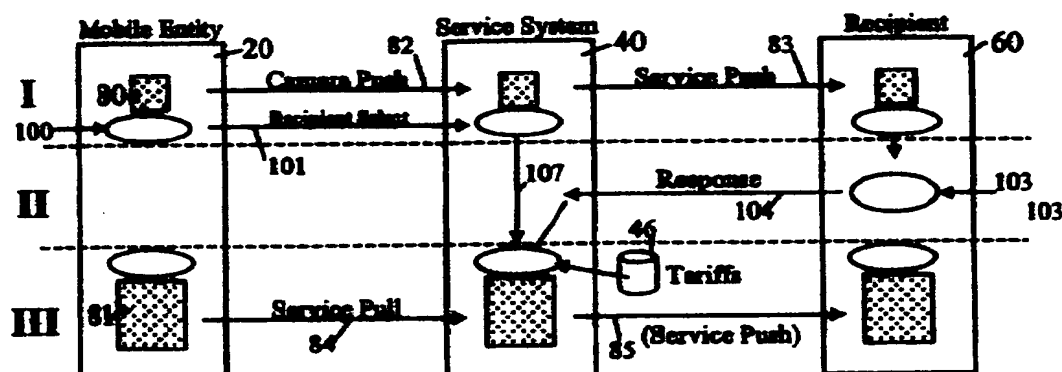 Mobile Entity
Service System
Recipient
20
82
40
83
60
Camera Push
Service Push
I
80
100
Recipient Select
101
107
Response
II
104
103
103
46
Tariffs
III
81
Service Pull
84
85
(Service Push)